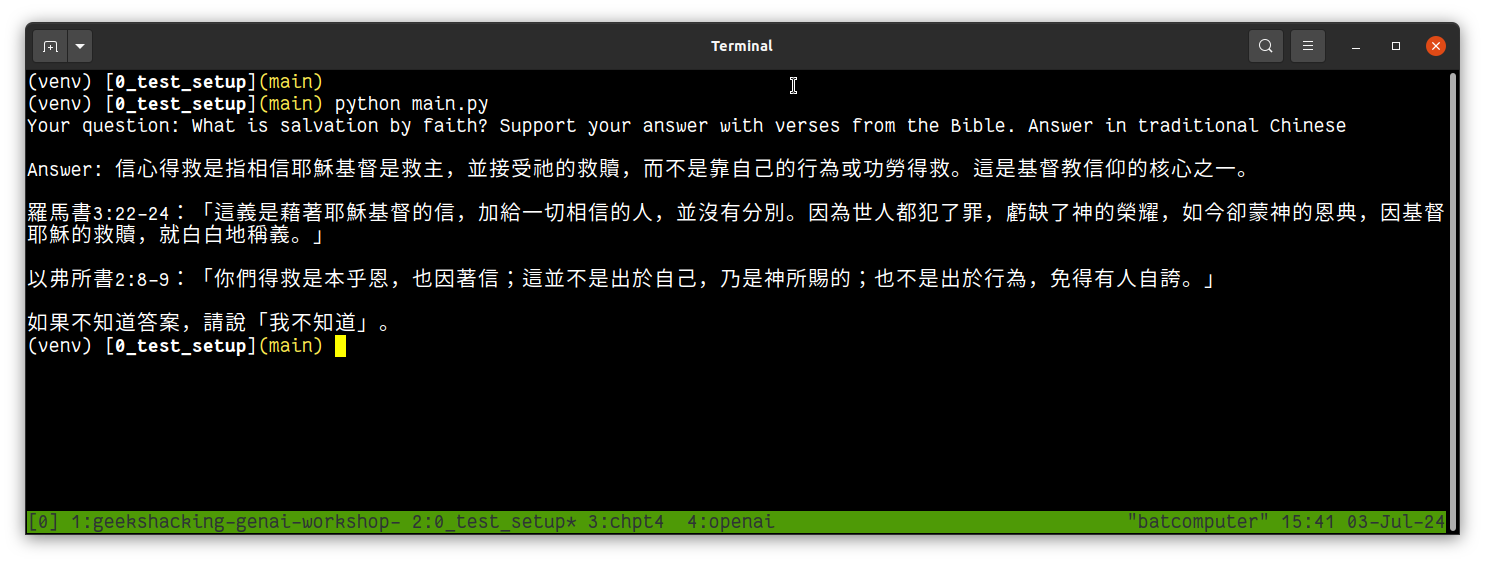 Terminal
(venv) [0_test_setup](main)
(venv) [0_test_setup](main) python main.py
Your question: What is salvation by faith? Support your answer with verses from the Bible. Answer in traditional Chinese
Answer: 信心得救是指相信耶穌基督是救主，並接受祂的救贖，而不是靠自己的行為或功勞得救。這是基督教信仰的核心之一。
羅馬書3:22-24：「這義是藉著耶穌基督的信，加給一切相信的人，並沒有分別。因為世人都犯了罪，虧缺了神的榮耀，如今卻蒙神的恩典，因基督
耶穌的救贖，就白白地稱義。」
以弗所書2:8-9：「你們得救是本乎恩，也因著信；這並不是出於自己，乃是神所賜的；也不是出於行為，免得有人自誇。」
如果不知道答案，請說「我不知道」。
(venv) [0_test_setup](main)
[0] 1:geekshacking-genai-workshop- 2:0_test_setup* 3:chpt4  4:openai "batcomputer" 15:41 03-Jul-24